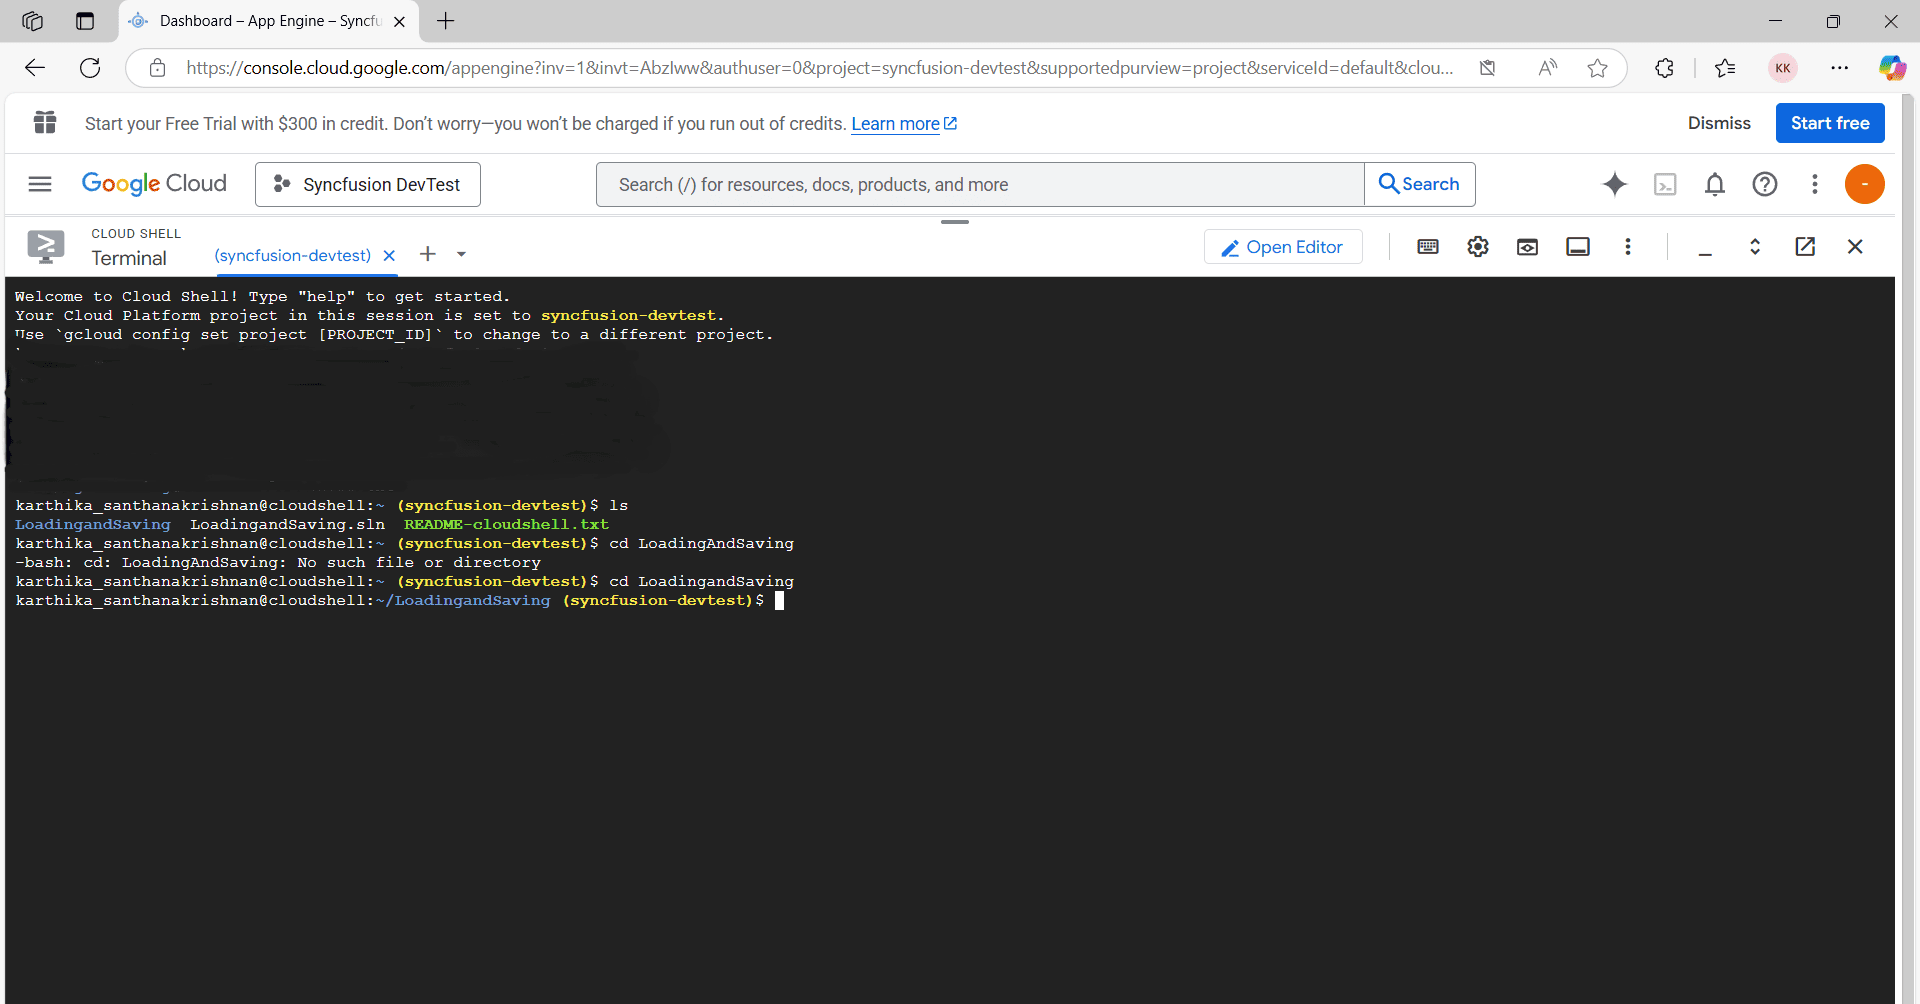 Dashboard – App Engine – Syncfu
https://console.cloud.google.com/appengine?inv=1&invt=AbzIww&authuser=0&project=syncfusion-devtest&supportedpurview=project&serviceId=default&clou...
KK
Start your Free Trial with $300 in credit. Don’t worry—you won’t be charged if you run out of credits. Learn more
Dismiss
Start free
Google Cloud
Syncfusion DevTest
Search (/) for resources, docs, products, and more
Search
-
CLOUD SHELL
Terminal
(syncfusion-devtest)
Open Editor
Welcome to Cloud Shell! Type "help" to get started.
Your Cloud Platform project in this session is set to syncfusion-devtest.
Use `gcloud config set project [PROJECT_ID]` to change to a different project.
karthika_santhanakrishnan@cloudshell:~ (syncfusion-devtest)$ ls
LoadingandSaving  LoadingandSaving.sln  README-cloudshell.txt
karthika_santhanakrishnan@cloudshell:~ (syncfusion-devtest)$ cd LoadingAndSaving
-bash: cd: LoadingAndSaving: No such file or directory
karthika_santhanakrishnan@cloudshell:~ (syncfusion-devtest)$ cd LoadingandSaving
karthika_santhanakrishnan@cloudshell:~/LoadingandSaving (syncfusion-devtest)$